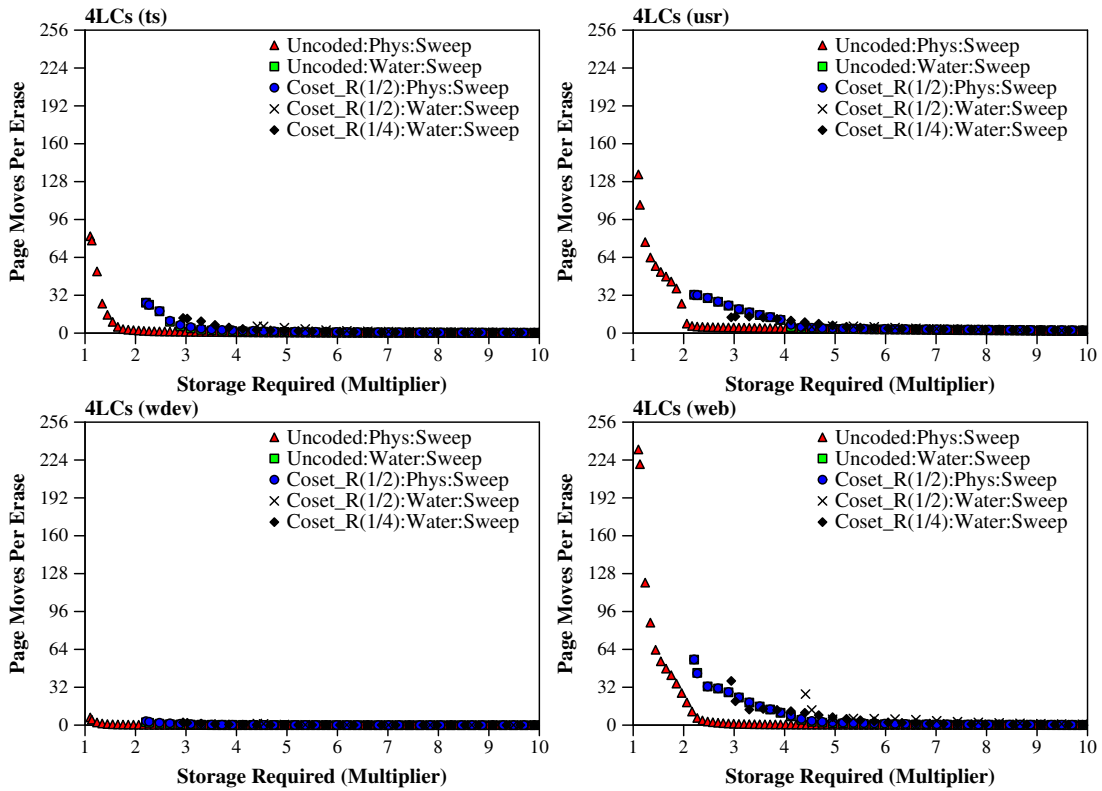 4LCs (ts)
256
224
192
160
128
96
64
32
0
Page Moves Per Erase
Uncoded:Phys:Sweep
Uncoded:Water:Sweep
Coset_R(1/2):Phys:Sweep
Coset_R(1/2):Water:Sweep
Coset_R(1/4):Water:Sweep
1 2 3 4 5 6 7 8 9 10
Storage Required (Multiplier)
4LCs (usr)
256
224
192
160
128
96
64
32
0
Page Moves Per Erase
Uncoded:Phys:Sweep
Uncoded:Water:Sweep
Coset_R(1/2):Phys:Sweep
Coset_R(1/2):Water:Sweep
Coset_R(1/4):Water:Sweep
1 2 3 4 5 6 7 8 9 10
Storage Required (Multiplier)
4LCs (wdev)
256
224
192
160
128
96
64
32
0
Page Moves Per Erase
Uncoded:Phys:Sweep
Uncoded:Water:Sweep
Coset_R(1/2):Phys:Sweep
Coset_R(1/2):Water:Sweep
Coset_R(1/4):Water:Sweep
1 2 3 4 5 6 7 8 9 10
Storage Required (Multiplier)
4LCs (web)
256
224
192
160
128
96
64
32
0
Page Moves Per Erase
Uncoded:Phys:Sweep
Uncoded:Water:Sweep
Coset_R(1/2):Phys:Sweep
Coset_R(1/2):Water:Sweep
Coset_R(1/4):Water:Sweep
1 2 3 4 5 6 7 8 9 10
Storage Required (Multiplier)